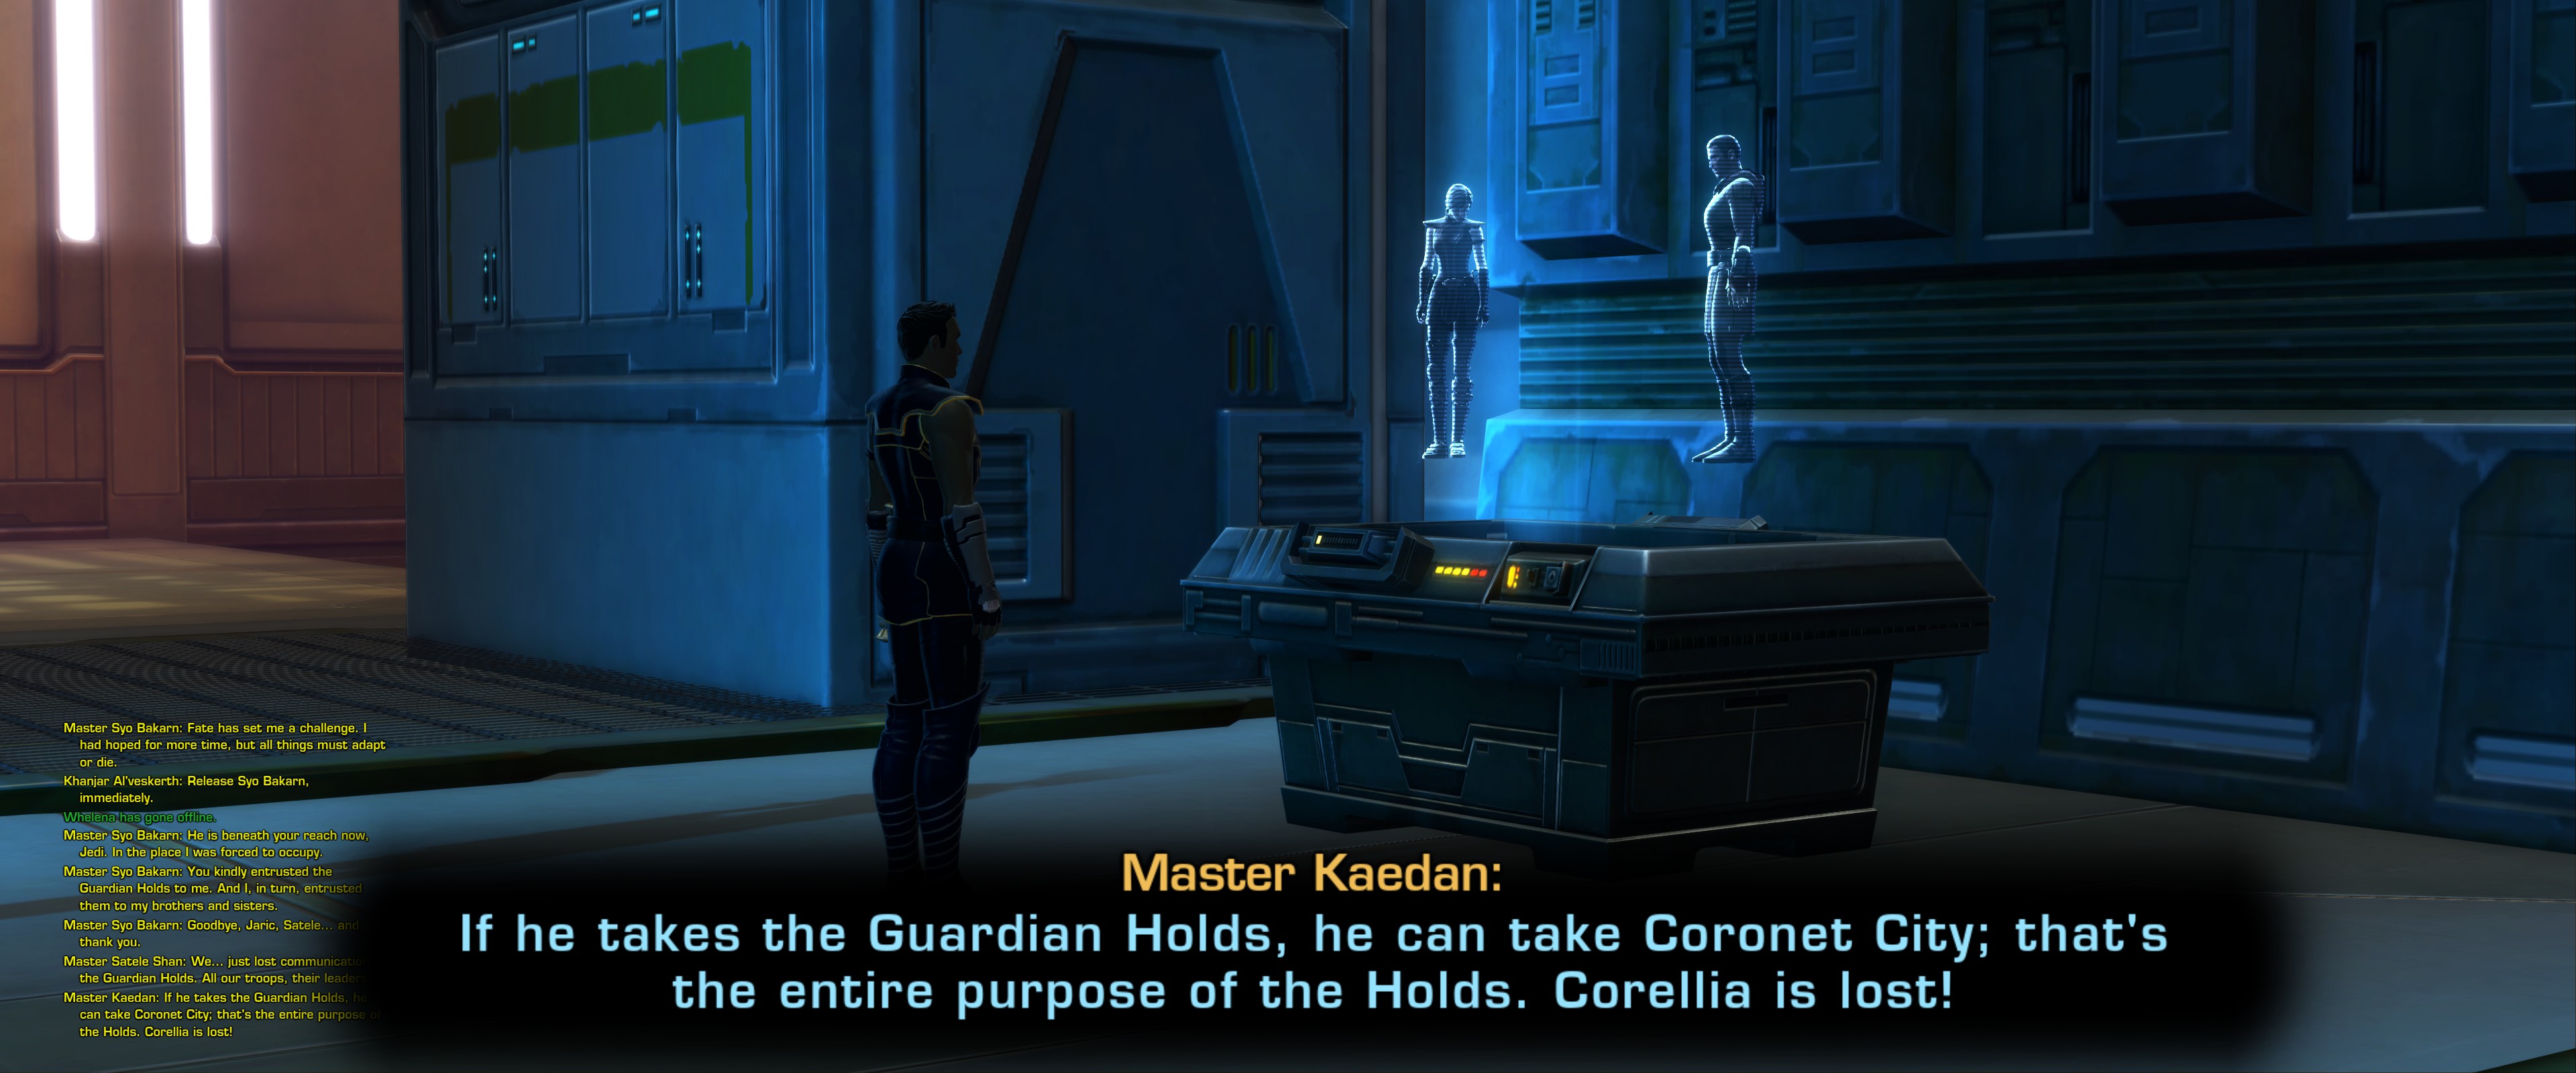 Master Syo Bakarn: Fate has set me a challenge. I
had hoped for more time, but all things must adapt
or die.
Khanjar Al'veskerth: Release Syo Bakarn,
immediately.
Whelena has gone offline.
Master Syo Bakarn: He is beneath your reach now,
Jedi. In the place I was forced to occupy.
Master Syo Bakarn: You kindly entrusted the
Guardian Holds to me. And I, in turn, entrusted
them to my brothers and sisters.
Master Syo Bakarn: Goodbye, Jaric, Satele... and
thank you.
Master Satele Shan: We... just lost
the Guardian Holds. All our troops, their
Master Kaedan: If he takes the Guardian Holds, he
can take Coronet City; that's the entire purpose of
the Holds. Corellia is lost!
Master Kaedan:
If he takes the Guardian Holds, he can take Coronet City; that's
the entire purpose of the Holds. Corellia is lost!